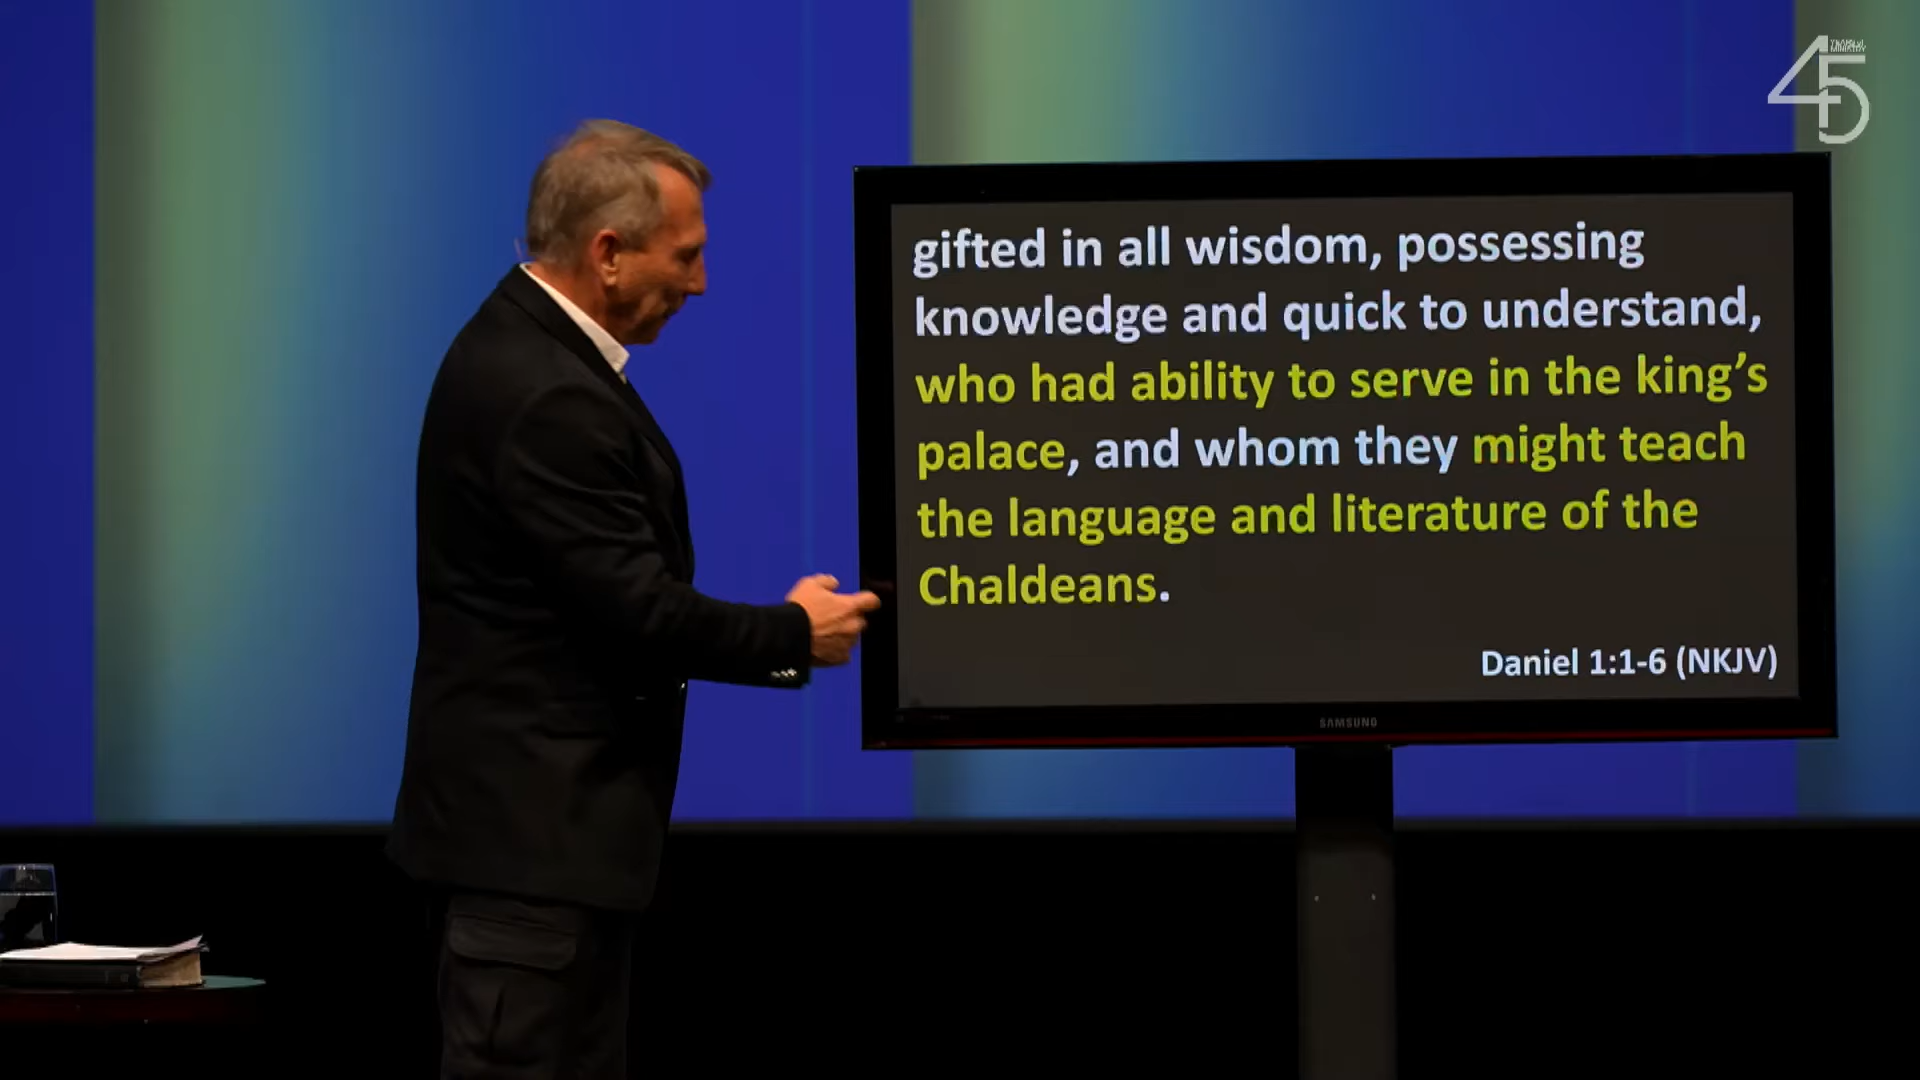 45
gifted in all wisdom, possessing
knowledge and quick to understand,
who had ability to serve in the king’s
palace, and whom they might teach
the language and literature of the
Chaldeans.
Daniel 1:1-6 (NKJV)
SAMSUNG